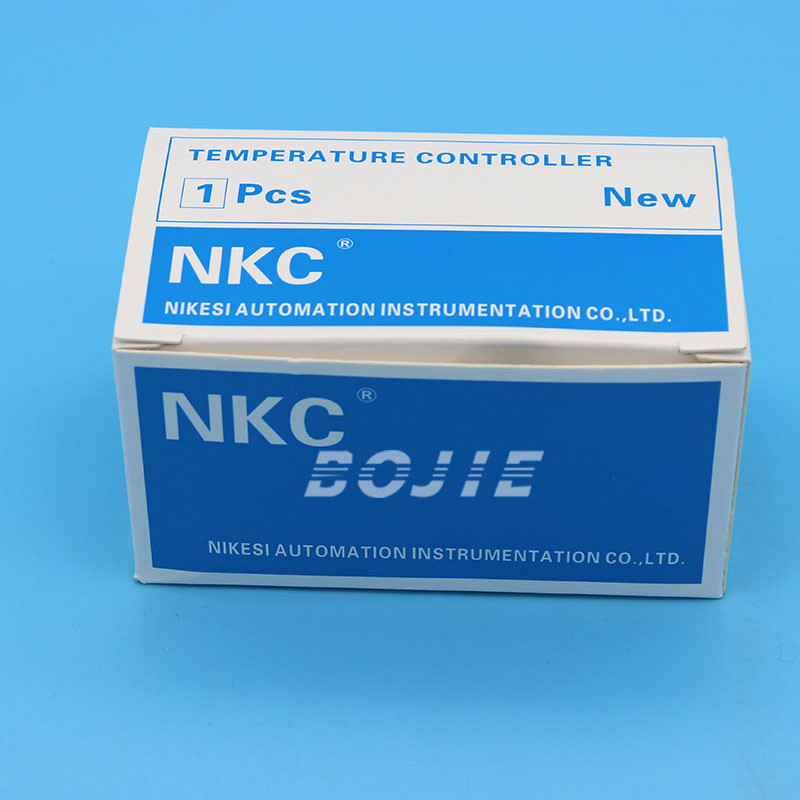 TEMPERATURE CONTROLLER
1 Pcs New
NKC ®
NIKESI AUTOMATION INSTRUMENTATION CO.,LTD.
NKC ®
BOJIE
NIKESI AUTOMATION INSTRUMENTATION CO.,LTD.